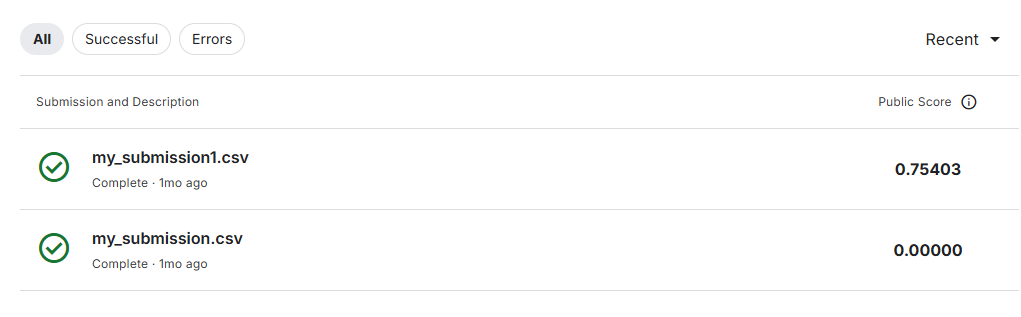 All Successful Errors Recent
Submission and Description Public Score
my_submission1.csv
Complete · 1mo ago
0.75403
my_submission.csv
Complete · 1mo ago
0.00000